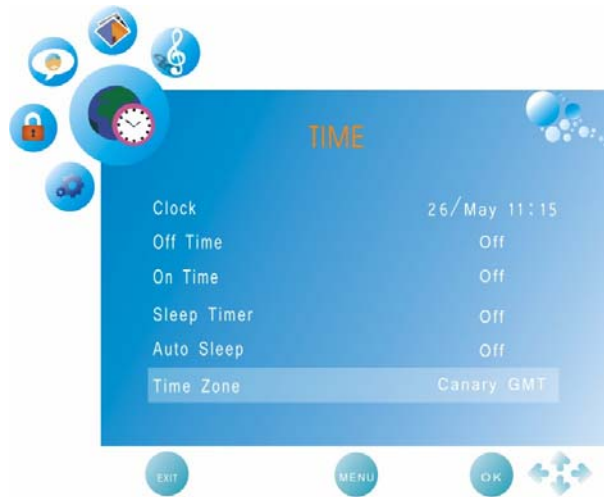 TIME
Clock 26/May 11:15
Off Time Off
On Time Off
Sleep Timer Off
Auto Sleep Off
Time Zone Canary GMT
EXIT MENU OK